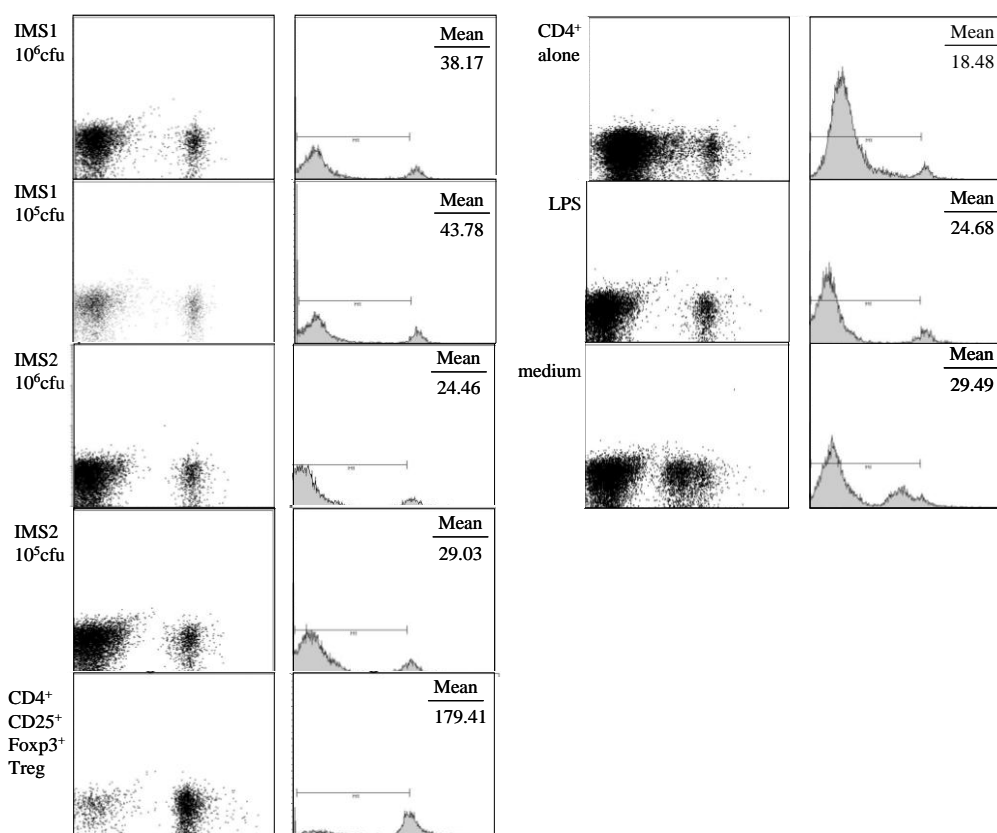 IMS1
10⁶cfu
Mean
38.17
IMS1
10⁵cfu
Mean
43.78
IMS2
10⁶cfu
Mean
24.46
IMS2
10⁵cfu
Mean
29.03
CD4⁺
CD25⁺
Foxp3⁺
Treg
Mean
179.41
CD4⁺
alone
Mean
18.48
LPS
Mean
24.68
medium
Mean
29.49